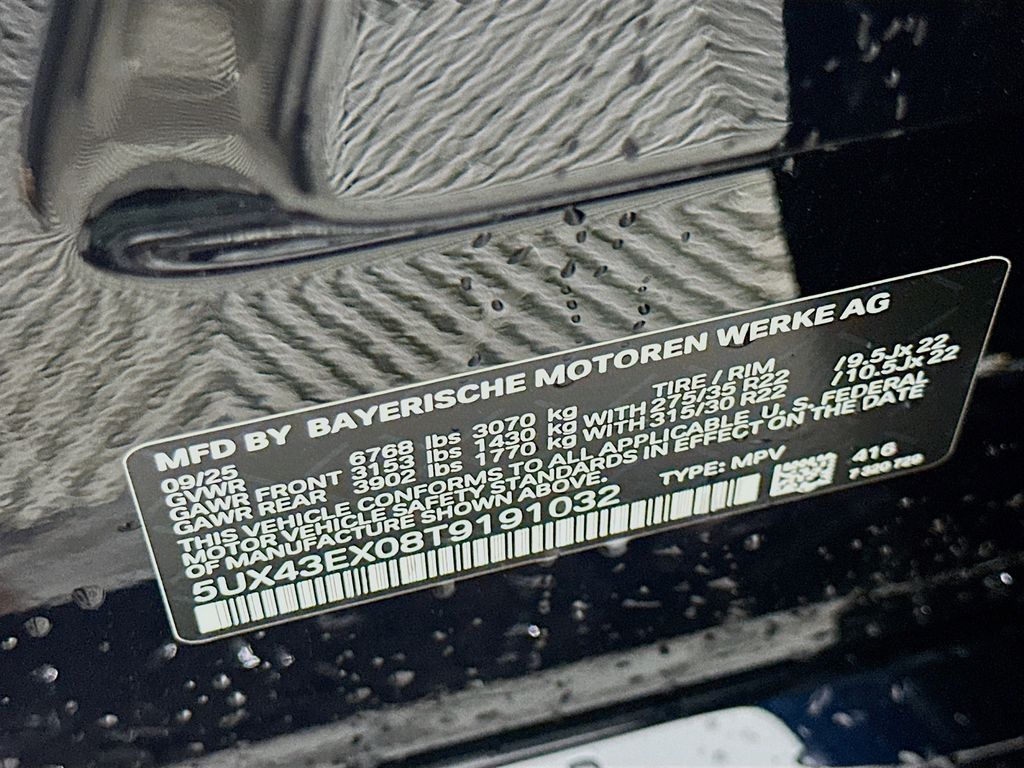 MFD BY BAYERISCHE MOTOREN WERKE AG
09/25 TIRE / RIM
GVWR 6768 lbs 3070 kg
GAWR FRONT 3153 lbs 1430 kg WITH 275/35 R22 /9.5Jx 22
GAWR REAR 3902 lbs 1770 kg WITH 315/30 R22 /10.5Jx 22
THIS VEHICLE CONFORMS TO ALL APPLICABLE U. S. FEDERAL
MOTOR VEHICLE SAFETY STANDARDS IN EFFECT ON THE DATE
OF MANUFACTURE SHOWN ABOVE.
TYPE: MPV 416
5UX43EX08T9191032